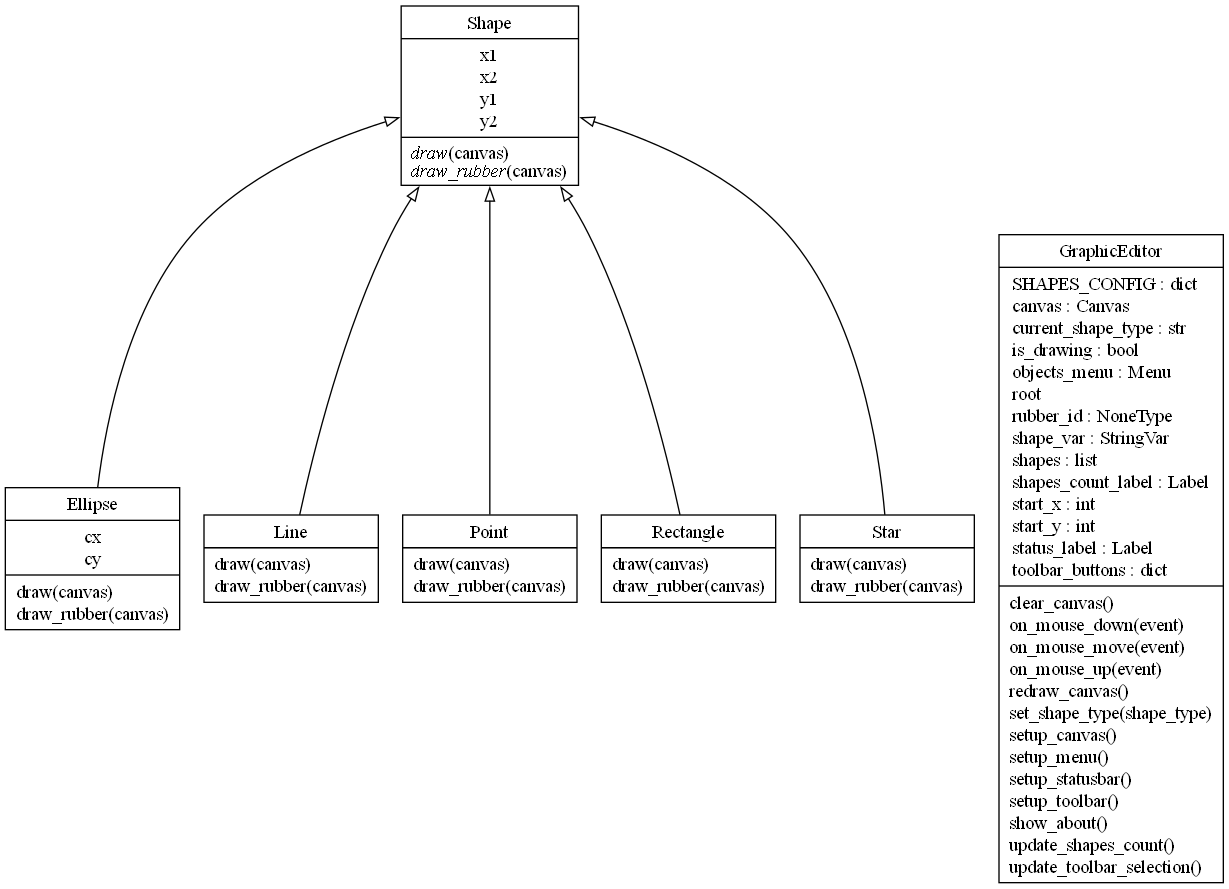 Shape
x1
x2
y1
y2
draw(canvas)
draw_rubber(canvas)
Ellipse
cx
cy
draw(canvas)
draw_rubber(canvas)
Line
draw(canvas)
draw_rubber(canvas)
Point
draw(canvas)
draw_rubber(canvas)
Rectangle
draw(canvas)
draw_rubber(canvas)
Star
draw(canvas)
draw_rubber(canvas)
GraphicEditor
SHAPES_CONFIG : dict
canvas : Canvas
current_shape_type : str
is_drawing : bool
objects_menu : Menu
root
rubber_id : NoneType
shape_var : StringVar
shapes : list
shapes_count_label : Label
start_x : int
start_y : int
status_label : Label
toolbar_buttons : dict
clear_canvas()
on_mouse_down(event)
on_mouse_move(event)
on_mouse_up(event)
redraw_canvas()
set_shape_type(shape_type)
setup_canvas()
setup_menu()
setup_statusbar()
setup_toolbar()
show_about()
update_shapes_count()
update_toolbar_selection()